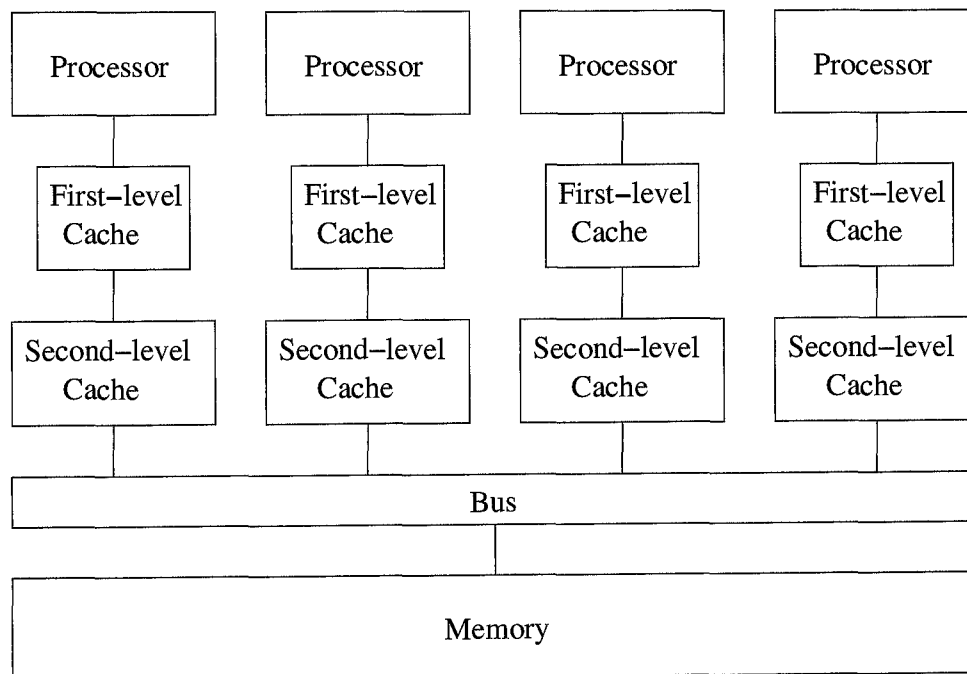 Processor
Processor
Processor
Processor
First–level
Cache
First–level
Cache
First–level
Cache
First–level
Cache
Second–level
Cache
Second–level
Cache
Second–level
Cache
Second–level
Cache
Bus
Memory